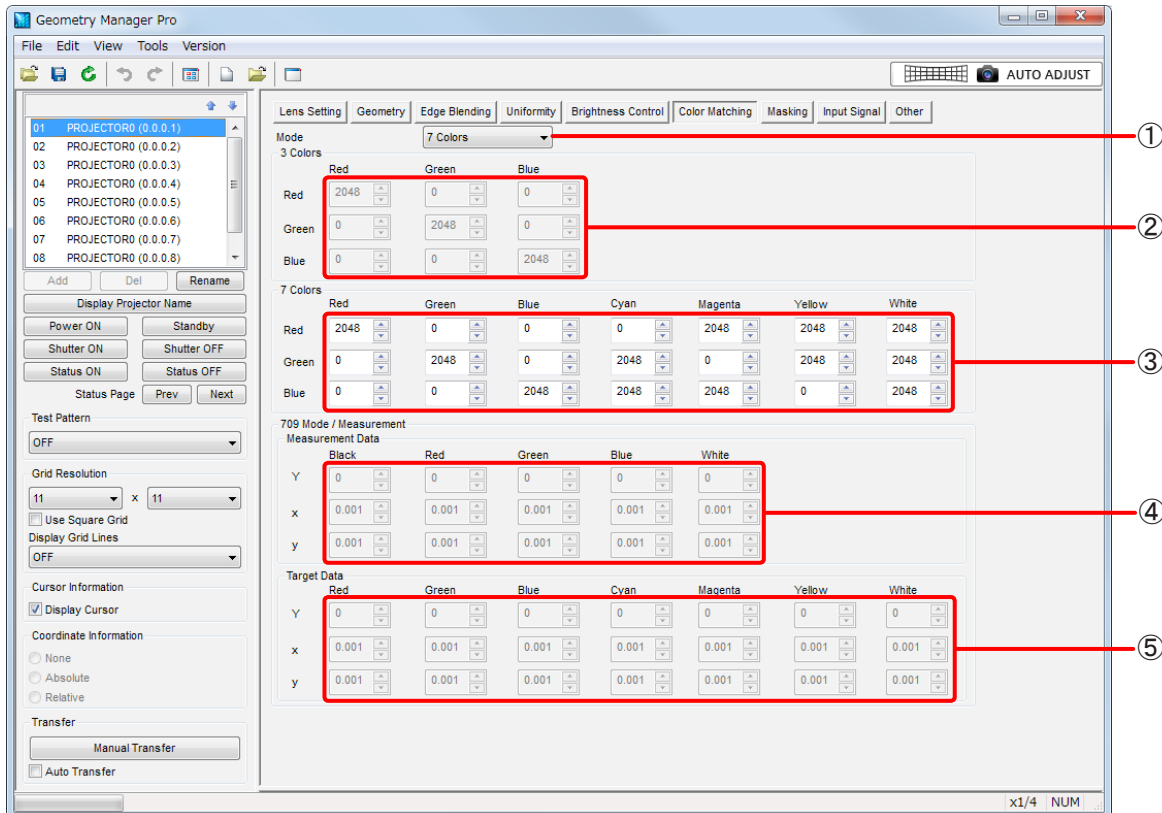 Geometry Manager Pro
File Edit View Tools Version
AUTO ADJUST
01 PROJECTOR0 (0.0.0.1)
02 PROJECTOR0 (0.0.0.2)
03 PROJECTOR0 (0.0.0.3)
04 PROJECTOR0 (0.0.0.4)
05 PROJECTOR0 (0.0.0.5)
06 PROJECTOR0 (0.0.0.6)
07 PROJECTOR0 (0.0.0.7)
08 PROJECTOR0 (0.0.0.8)
Add Del Rename
Display Projector Name
Power ON Standby
Shutter ON Shutter OFF
Status ON Status OFF
Status Page Prev Next
Test Pattern
OFF
Grid Resolution
11 x 11
Use Square Grid
Display Grid Lines
OFF
Cursor Information
Display Cursor
Coordinate Information
None
Absolute
Relative
Transfer
Manual Transfer
Auto Transfer
Lens Setting Geometry Edge Blending Uniformity Brightness Control Color Matching Masking Input Signal Other
Mode 7 Colors ①
3 Colors
Red Green Blue
Red 2048 0 0
Green 0 2048 0 ②
Blue 0 0 2048
7 Colors
Red Green Blue Cyan Magenta Yellow White
Red 2048 0 0 0 2048 2048 2048
Green 0 2048 0 2048 0 2048 2048 ③
Blue 0 0 2048 2048 2048 0 2048
709 Mode / Measurement
Measurement Data
Black Red Green Blue White
Y 0 0 0 0 0
x 0.001 0.001 0.001 0.001 0.001 ④
y 0.001 0.001 0.001 0.001 0.001
Target Data
Red Green Blue Cyan Magenta Yellow White
Y 0 0 0 0 0 0 0
x 0.001 0.001 0.001 0.001 0.001 0.001 0.001 ⑤
y 0.001 0.001 0.001 0.001 0.001 0.001 0.001
x1/4 NUM